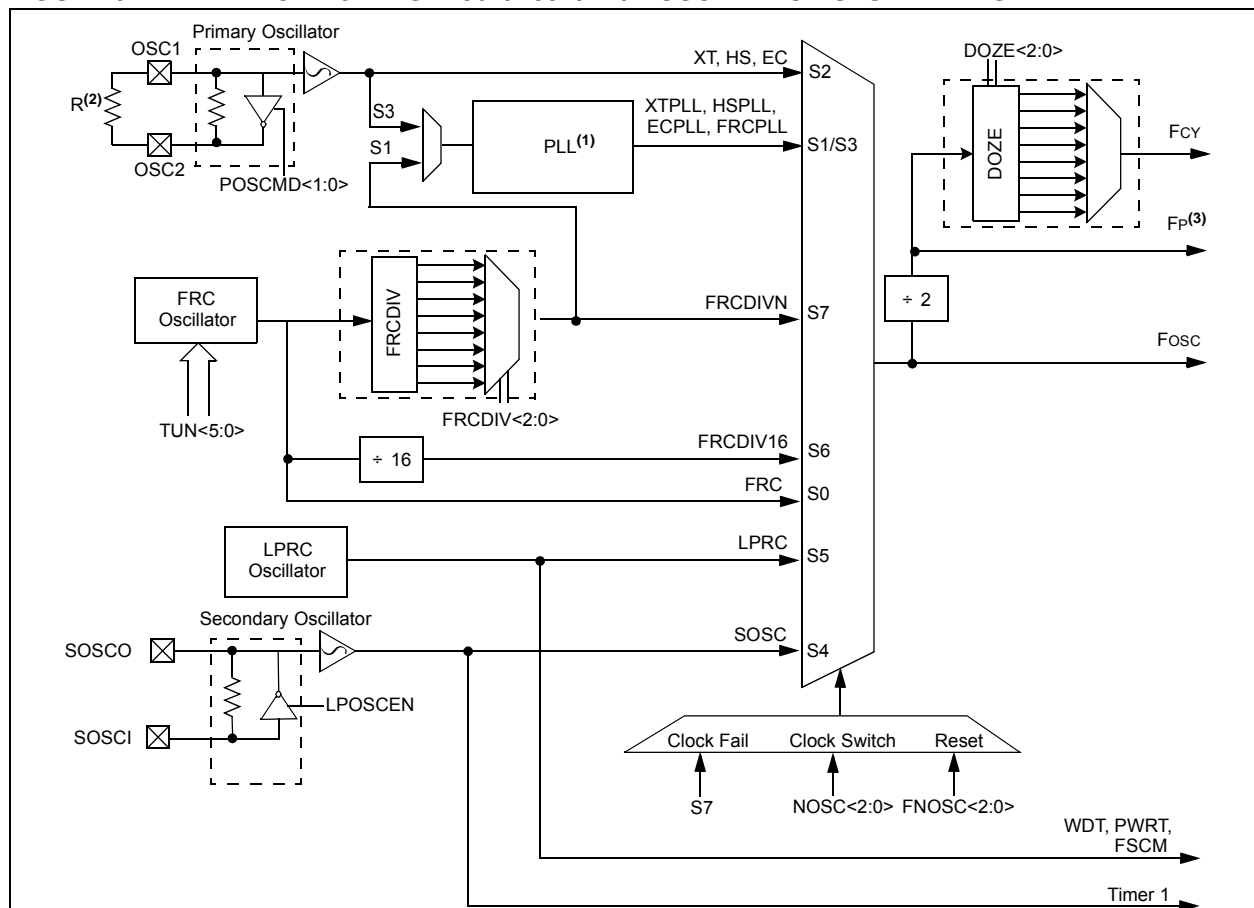 Primary Oscillator
OSC1
R(2)
OSC2
POSCMD<1:0>
S3
S1
PLL(1)
XT, HS, EC
XTPLL, HSPLL,
ECPLL, FRCPLL
S2
S1/S3
DOZE<2:0>
DOZE
FCY
FP(3)
÷ 2
FOSC
FRC
Oscillator
TUN<5:0>
FRCDIV
FRCDIV<2:0>
FRCDIVN
S7
÷ 16
FRCDIV16
S6
FRC
S0
LPRC
Oscillator
LPRC
S5
Secondary Oscillator
SOSCO
SOSCI
LPOSCEN
SOSC
S4
Clock Fail
Clock Switch
Reset
S7
NOSC<2:0>
FNOSC<2:0>
WDT, PWRT,
FSCM
Timer 1